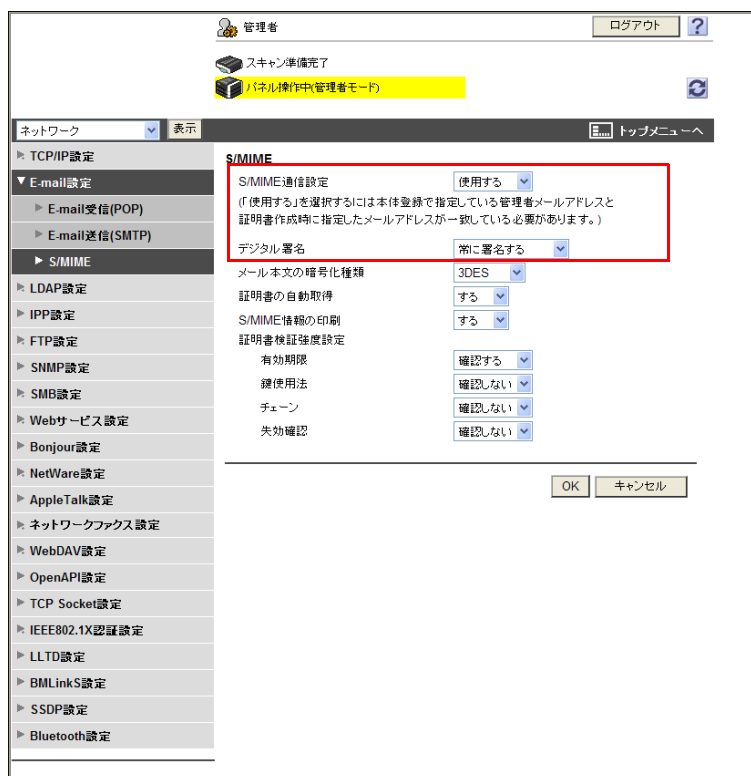 管理者
ログアウト
?
スキャン準備完了
パネル操作中(管理者モード)
ネットワーク
表示
トップメニューへ
TCP/IP設定
E-mail設定
E-mail受信(POP)
E-mail送信(SMTP)
S/MIME
LDAP設定
IPP設定
FTP設定
SNMP設定
SMB設定
Webサービス設定
Bonjour設定
NetWare設定
AppleTalk設定
ネットワークファクス設定
WebDAV設定
OpenAPI設定
TCP Socket設定
IEEE802.1X認証設定
LLTD設定
BMLinkS設定
SSDP設定
Bluetooth設定
S/MIME
S/MIME通信設定 使用する
(「使用する」を選択するには本体登録で指定している管理者メールアドレスと
証明書作成時に指定したメールアドレスが一致している必要があります。)
デジタル署名 常に署名する
メール本文の暗号化種類 3DES
証明書の自動取得 する
S/MIME情報の印刷 する
証明書検証強度設定
有効期限 確認する
鍵使用法 確認しない
チェーン 確認しない
失効確認 確認しない
OK キャンセル